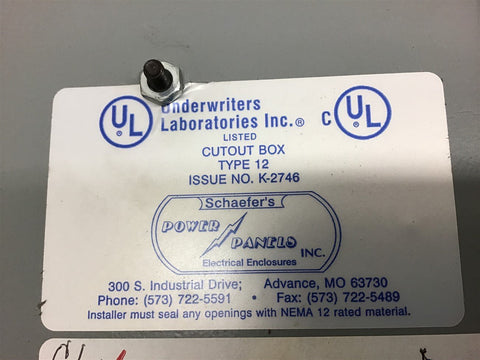 UL ® Underwriters
Laboratories Inc.® C UL ®
LISTED
CUTOUT BOX
TYPE 12
ISSUE NO. K-2746
Schaefer's
POWER
PANELS
INC.
Electrical Enclosures
300 S. Industrial Drive; Advance, MO 63730
Phone: (573) 722-5591 • Fax: (573) 722-5489
Installer must seal any openings with NEMA 12 rated material.